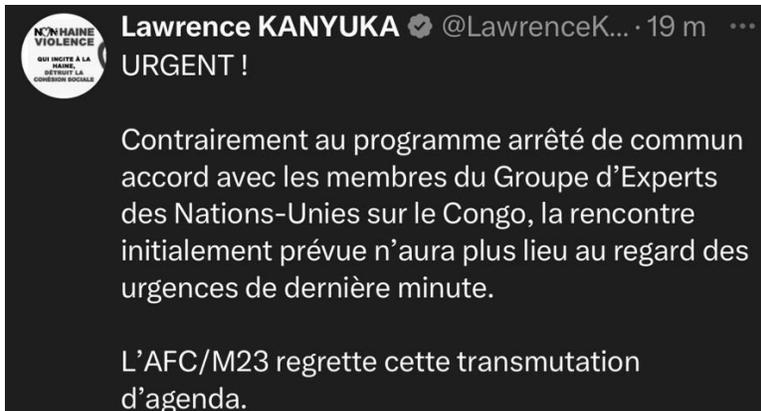 NON HAINE
VIOLENCE
QUI INCITE À LA
HAINE,
DÉTRUIT LA
COHÉSION SOCIALE
Lawrence KANYUKA @LawrenceK... · 19 m ...
URGENT !
Contrairement au programme arrêté de commun
accord avec les membres du Groupe d’Experts
des Nations-Unies sur le Congo, la rencontre
initialement prévue n’aura plus lieu au regard des
urgences de dernière minute.
L’AFC/M23 regrette cette transmutation
d’agenda.